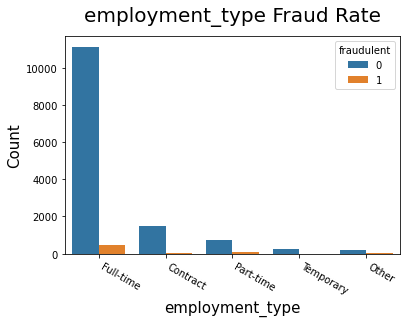 employment_type Fraud Rate
fraudulent
0
1
Count
10000
8000
6000
4000
2000
0
Full-time
Contract
Part-time
Temporary
Other
employment_type